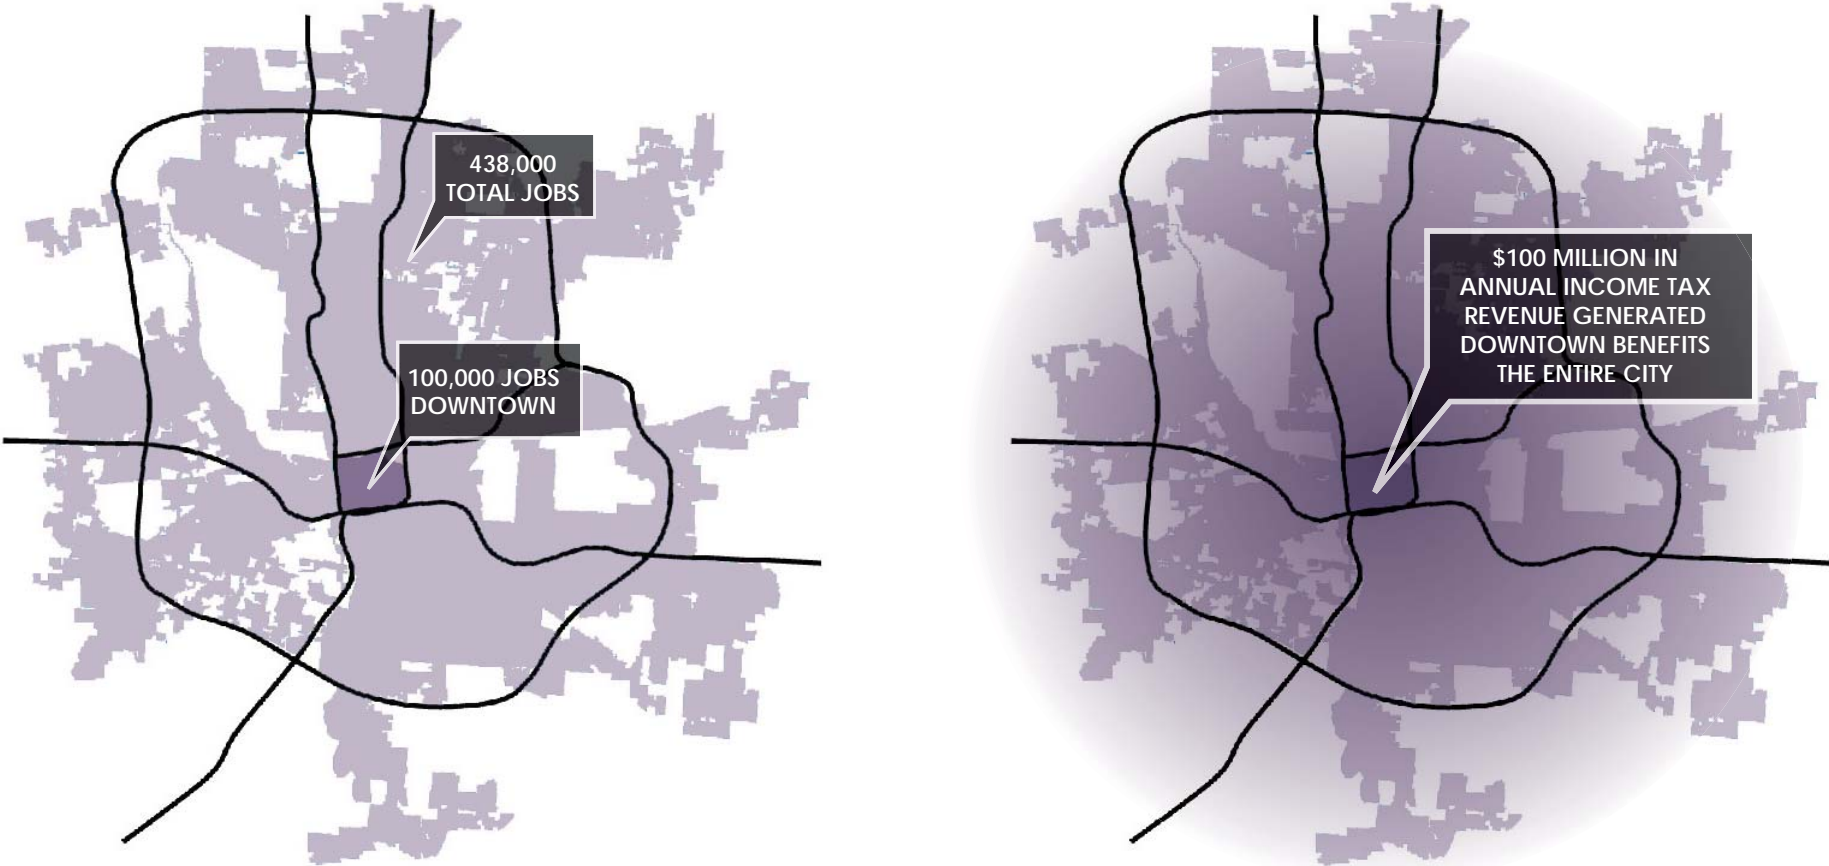 438,000
TOTAL JOBS
100,000 JOBS
DOWNTOWN
$100 MILLION IN
ANNUAL INCOME TAX
REVENUE GENERATED
DOWNTOWN BENEFITS
THE ENTIRE CITY